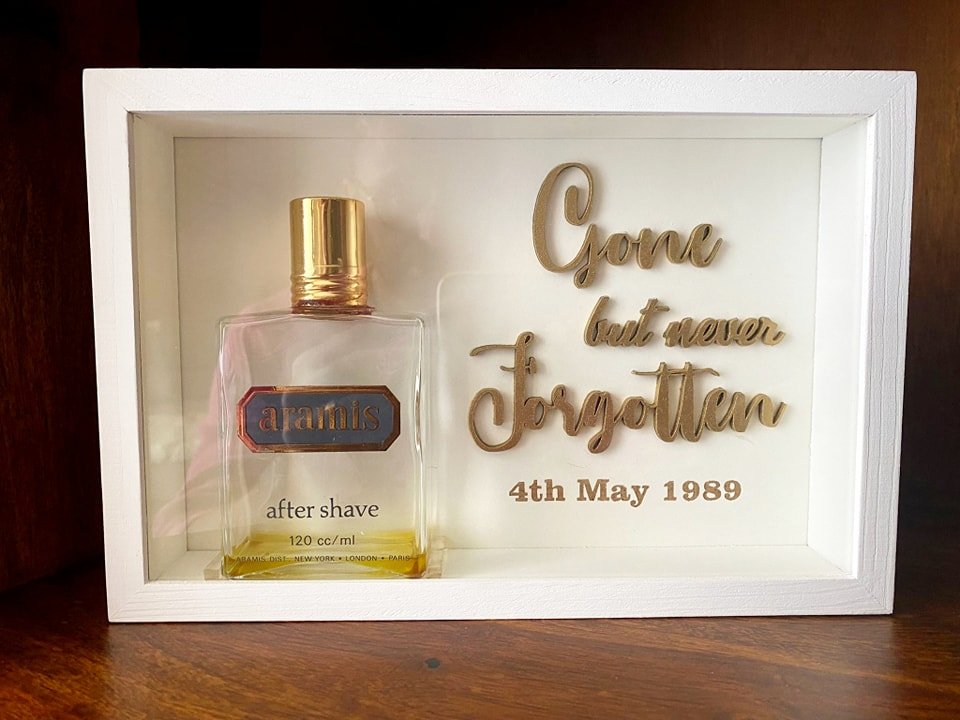 aramis
after shave
120 cc/ml
ARAMIS DIST., NEW YORK • LONDON • PARIS
Gone
but never
Forgotten
4th May 1989